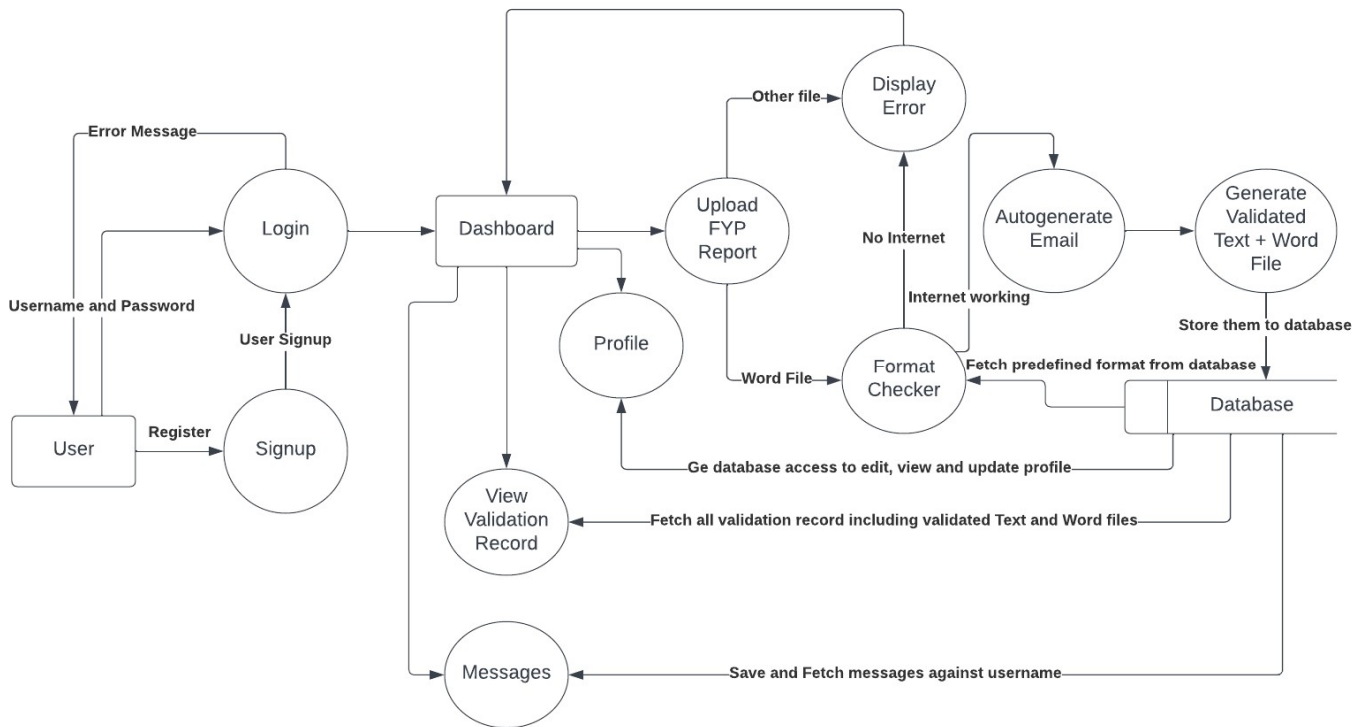 Display
Error
Other file
Error Message
Login
Dashboard
Upload
FYP
Report
Autogenerate
Email
Generate
Validated
Text + Word
File
No Internet
Internet working
Username and Password
User Signup
Profile
Store them to database
Word File
Format
Checker
Fetch predefined format from database
Database
User
Register
Signup
Ge database access to edit, view and update profile
View
Validation
Record
Fetch all validation record including validated Text and Word files
Messages
Save and Fetch messages against username